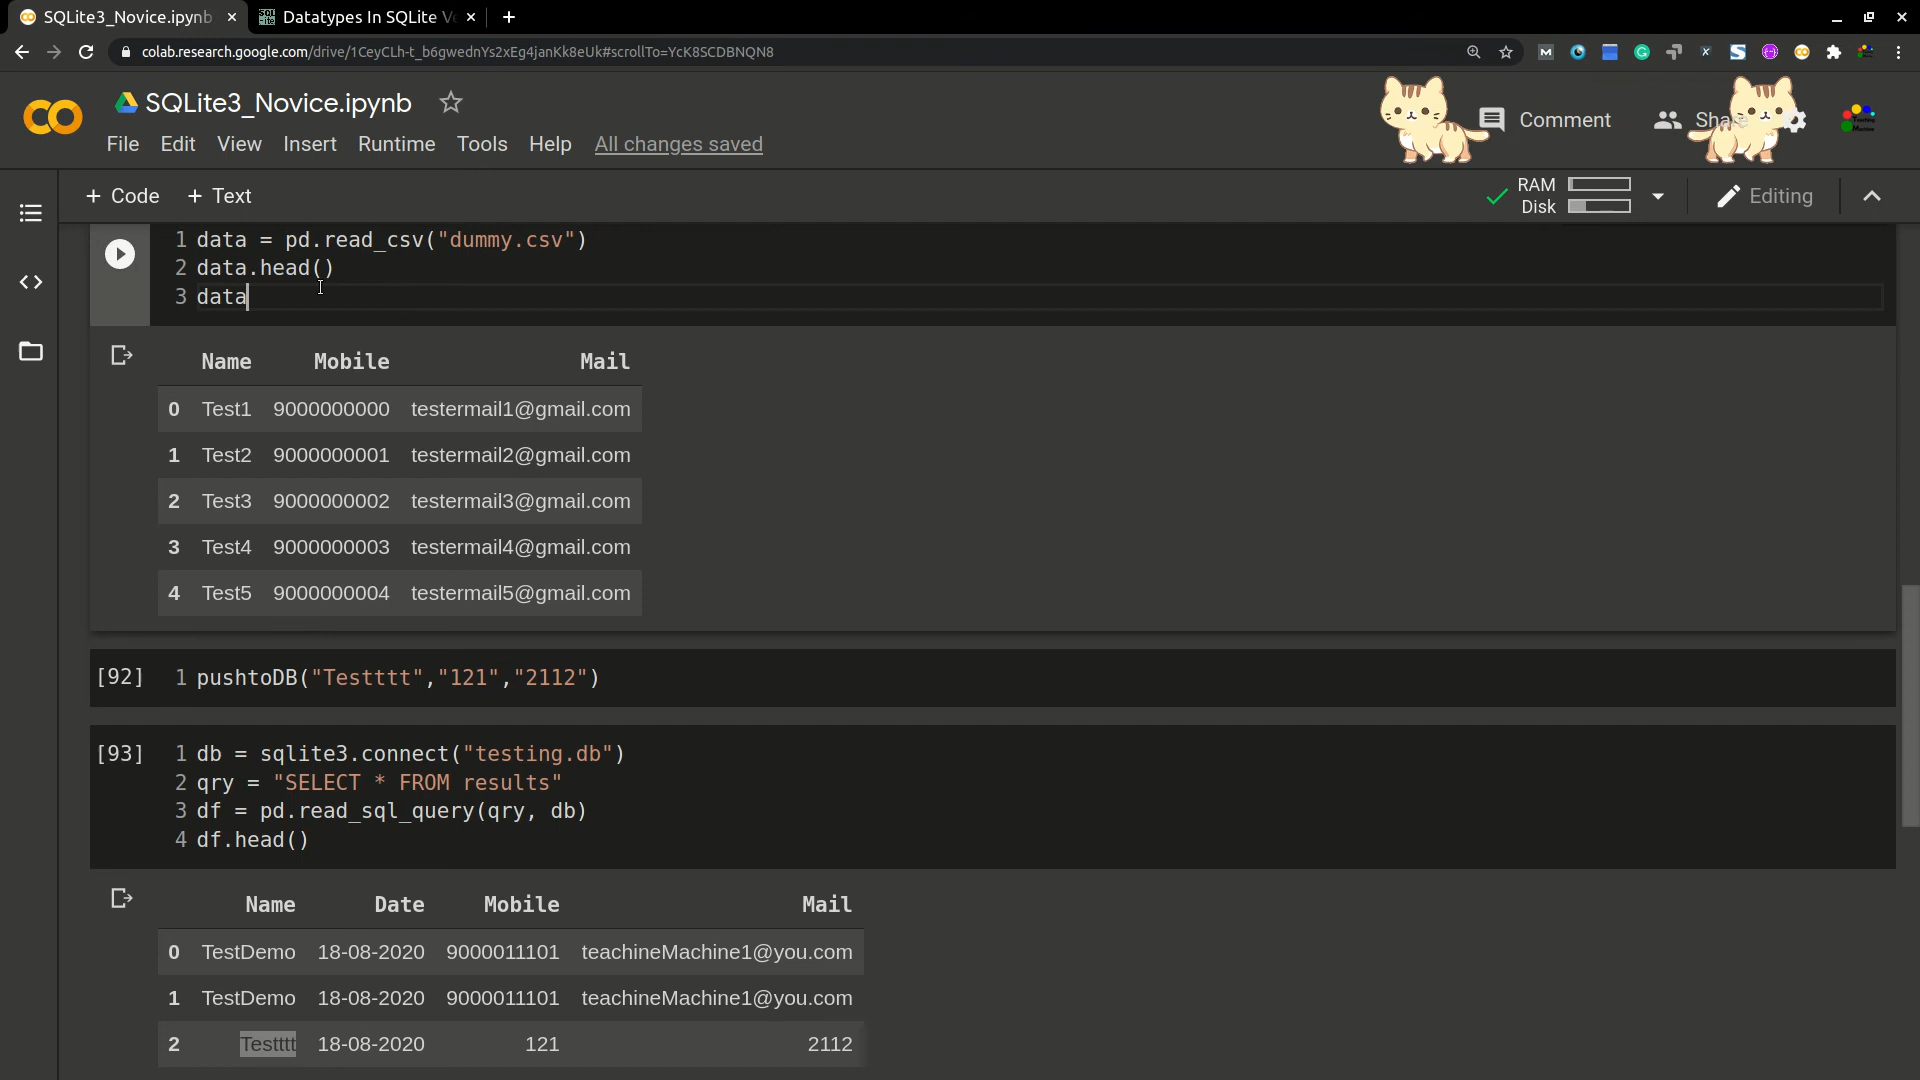 SQLite3_Novice.ipynb
Datatypes In SQLite Ve
colab.research.google.com/drive/1CeyCLh-t_b6gwednYs2xEg4janKk8eUk#scrollTo=YcK8SCDBNQN8
SQLite3_Novice.ipynb
Comment
Share
File Edit View Insert Runtime Tools Help All changes saved
+ Code + Text
RAM
Disk
Editing
1 data = pd.read_csv("dummy.csv")
2 data.head()
3 data
Name Mobile Mail
0 Test1 9000000000 testermail1@gmail.com
1 Test2 9000000001 testermail2@gmail.com
2 Test3 9000000002 testermail3@gmail.com
3 Test4 9000000003 testermail4@gmail.com
4 Test5 9000000004 testermail5@gmail.com
[92] 1 pushtoDB("Testttt","121","2112")
[93] 1 db = sqlite3.connect("testing.db")
2 qry = "SELECT * FROM results"
3 df = pd.read_sql_query(qry, db)
4 df.head()
Name Date Mobile Mail
0 TestDemo 18-08-2020 9000011101 teachineMachine1@you.com
1 TestDemo 18-08-2020 9000011101 teachineMachine1@you.com
2 Testttt 18-08-2020 121 2112